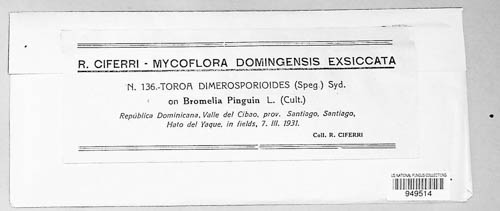 R. CIFERRI - MYCOFLORA DOMINGENSIS EXSICCATA
N. 136.-TOROA DIMEROSPORIOIDES (Speg.) Syd.
on Bromelia Pinguin L. (Cult.)
República Dominicana, Valle del Cibao, prov. Santiago, Santiago,
Hato del Yaque, in fields, 7. III. 1931.
Coll. R. CIFERRI
US NATIONAL FUNGUS COLLECTIONS
949514